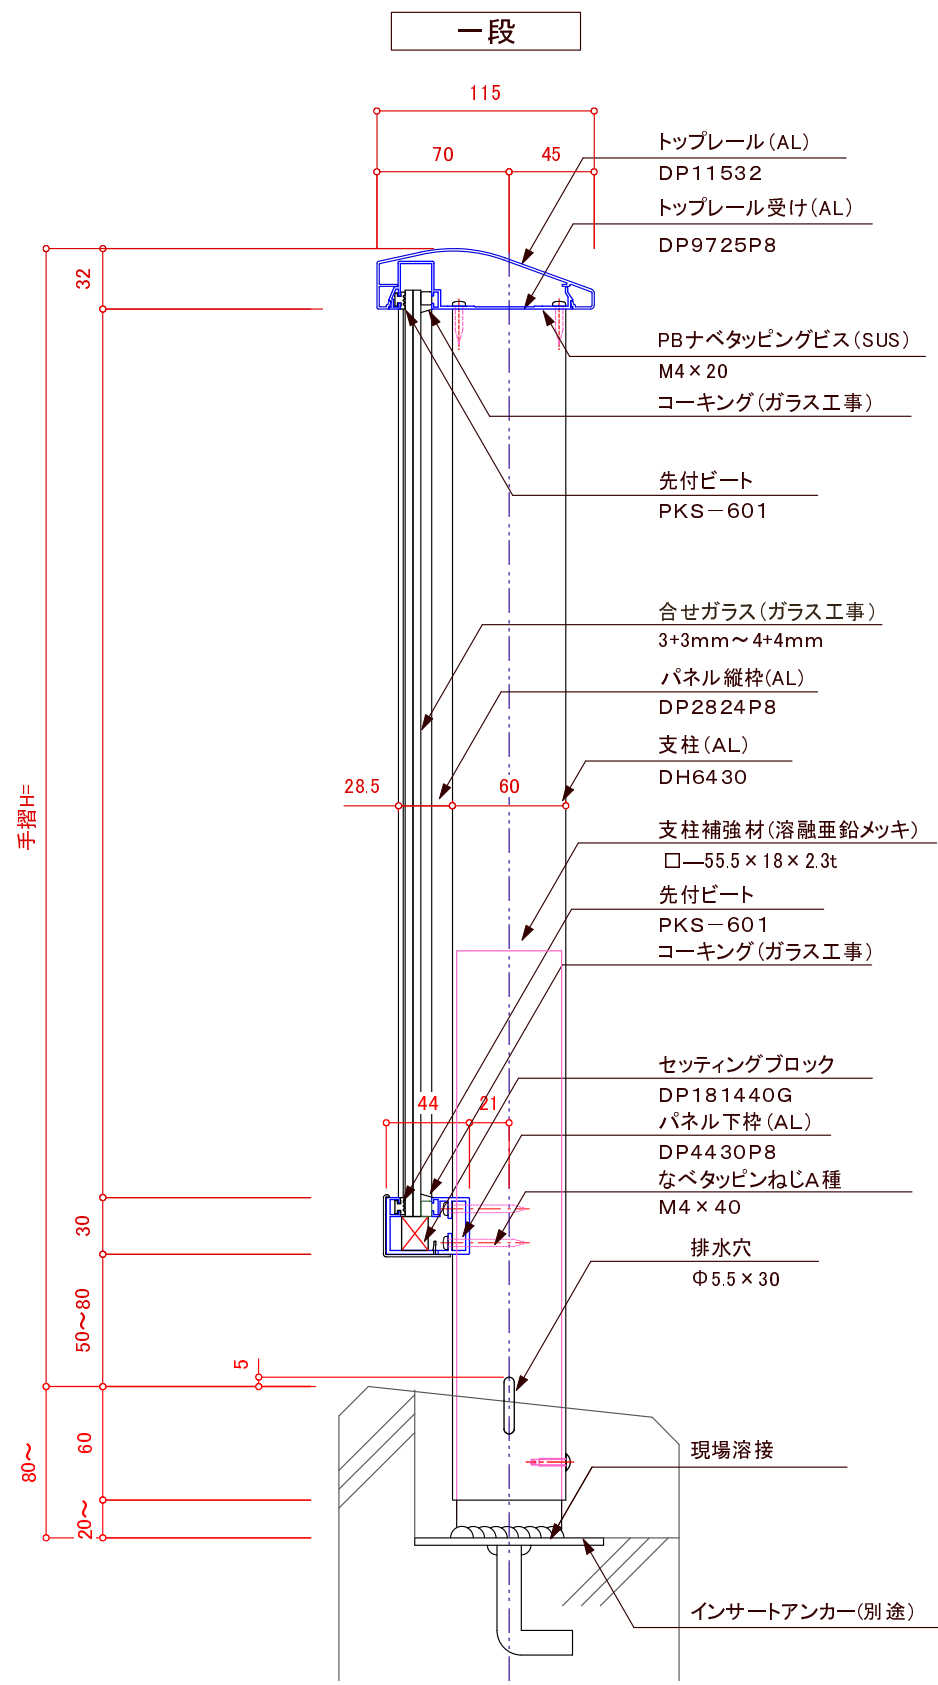 一段
115
70
45
トップレール(AL)
DP11532
トップレール受け(AL)
DP9725P8
32
PBナベタッピングビス(SUS)
M4×20
コーキング(ガラス工事)
先付ビート
PKS−601
合せガラス(ガラス工事)
3+3mm～4+4mm
パネル縦枠(AL)
DP2824P8
支柱(AL)
DH6430
28.5
60
手摺H=
支柱補強材(溶融亜鉛メッキ)
□—55.5×18×2.3t
先付ビート
PKS−601
コーキング(ガラス工事)
セッティングブロック
DP181440G
44
21
パネル下枠(AL)
DP4430P8
なベタッピンねじA種
M4×40
30
排水穴
Φ5.5×30
50～80
5
60
80～
20～
現場溶接
インサートアンカー(別途)